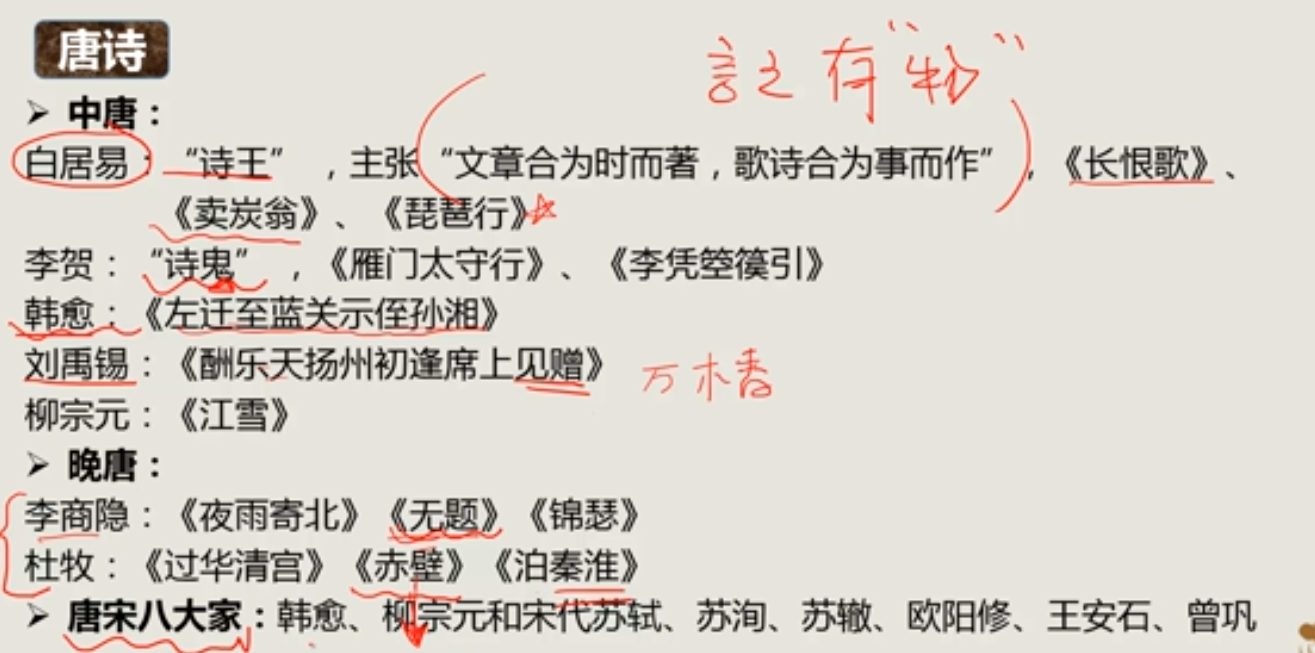 唐诗
言之有“物”
➢ 中唐：
白居易：“诗王”，主张“文章合为时而著，歌诗合为事而作”，《长恨歌》、
《卖炭翁》、《琵琶行》
李贺：“诗鬼”，《雁门太守行》、《李凭箜篌引》
韩愈：《左迁至蓝关示侄孙湘》
刘禹锡：《酬乐天扬州初逢席上见赠》 万木春
柳宗元：《江雪》
➢ 晚唐：
李商隐：《夜雨寄北》《无题》《锦瑟》
杜牧：《过华清宫》《赤壁》《泊秦淮》
➢ 唐宋八大家：韩愈、柳宗元和宋代苏轼、苏洵、苏辙、欧阳修、王安石、曾巩